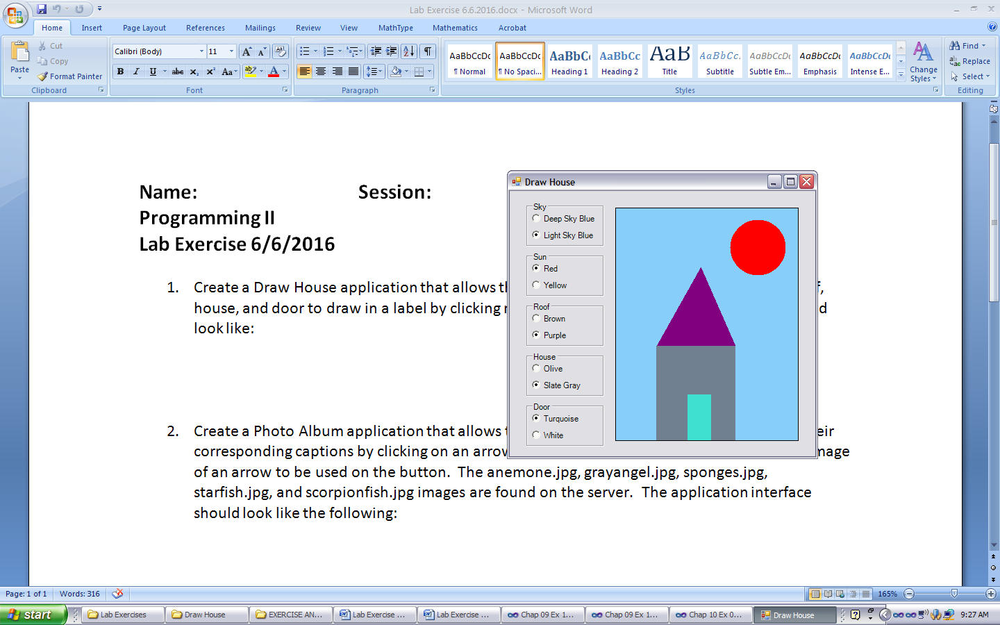 Lab Exercise 6.6.2016.docx - Microsoft Word
Home Insert Page Layout References Mailings Review View MathType Mathematics Acrobat
Paste
Cut
Copy
Format Painter
Clipboard
Calibri (Body) 11
Font
Paragraph
AaBbCcDc AaBbCcDc AaBbCc AaBbCc AaB AaBbCc. AaBbCcDc AaBbCcDc AaBbCcDc
¶ Normal ¶ No Spaci... Heading 1 Heading 2 Title Subtitle Subtle Em... Emphasis Intense E...
Change Styles
Styles
Find
Replace
Select
Editing
Name: Session:
Programming II
Lab Exercise 6/6/2016
1. Create a Draw House application that allows
house, and door to draw in a label by clicking
look like:
2. Create a Photo Album application that allows
corresponding captions by clicking on an
of an arrow to be used on the button. The anemone.jpg, grayangel.jpg, sponges.jpg,
starfish.jpg, and scorpionfish.jpg images are found on the server. The application interface
should look like the following:
Draw House
Sky
Deep Sky Blue
Light Sky Blue
Sun
Red
Yellow
Roof
Brown
Purple
House
Olive
Slate Gray
Door
Turquoise
White
Page: 1 of 1 Words: 316 165%
start Lab Exercises Draw House EXERCISE AN... Lab Exercise ... Lab Exercise ... Chap 09 Ex 1... Chap 09 Ex 1... Chap 10 Ex 0... Draw House 9:27 AM